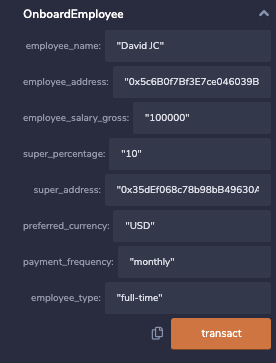 OnboardEmployee
employee_name: "David JC"
employee_address: "0x5c6B0f7Bf3E7ce046039B
employee_salary_gross: "100000"
super_percentage: "10"
super_address: "0x35dEf068c78b98bB49630A
preferred_currency: "USD"
payment_frequency: "monthly"
employee_type: "full-time"
transact